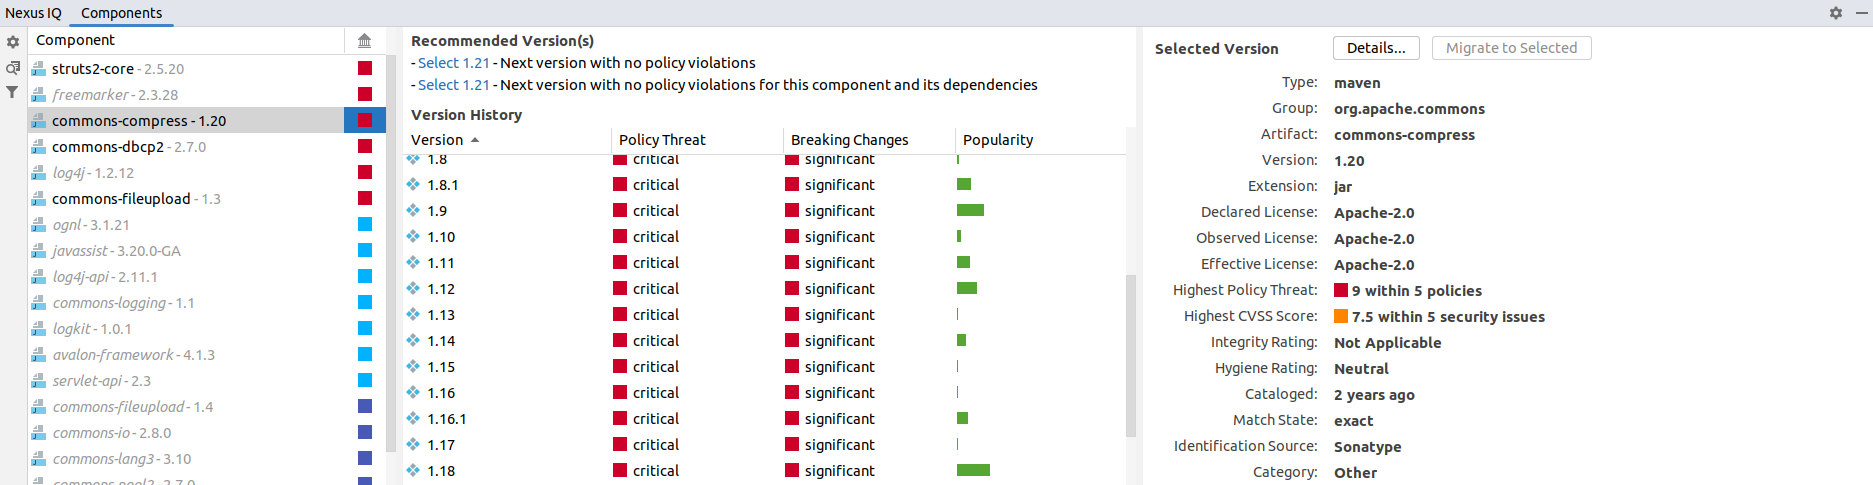 Nexus IQ Components
Component
struts2-core - 2.5.20
freemarker - 2.3.28
commons-compress - 1.20
commons-dbcp2 - 2.7.0
log4j - 1.2.12
commons-fileupload - 1.3
ognl - 3.1.21
javassist - 3.20.0-GA
log4j-api - 2.11.1
commons-logging - 1.1
logkit - 1.0.1
avalon-framework - 4.1.3
servlet-api - 2.3
commons-fileupload - 1.4
commons-io - 2.8.0
commons-lang3 - 3.10
commons-pool2 - 2.7.0
Recommended Version(s)
- Select 1.21 - Next version with no policy violations
- Select 1.21 - Next version with no policy violations for this component and its dependencies
Version History
Version Policy Threat Breaking Changes Popularity
1.8 critical significant
1.8.1 critical significant
1.9 critical significant
1.10 critical significant
1.11 critical significant
1.12 critical significant
1.13 critical significant
1.14 critical significant
1.15 critical significant
1.16 critical significant
1.16.1 critical significant
1.17 critical significant
1.18 critical significant
Selected Version Details... Migrate to Selected
Type: maven
Group: org.apache.commons
Artifact: commons-compress
Version: 1.20
Extension: jar
Declared License: Apache-2.0
Observed License: Apache-2.0
Effective License: Apache-2.0
Highest Policy Threat: 9 within 5 policies
Highest CVSS Score: 7.5 within 5 security issues
Integrity Rating: Not Applicable
Hygiene Rating: Neutral
Cataloged: 2 years ago
Match State: exact
Identification Source: Sonatype
Category: Other